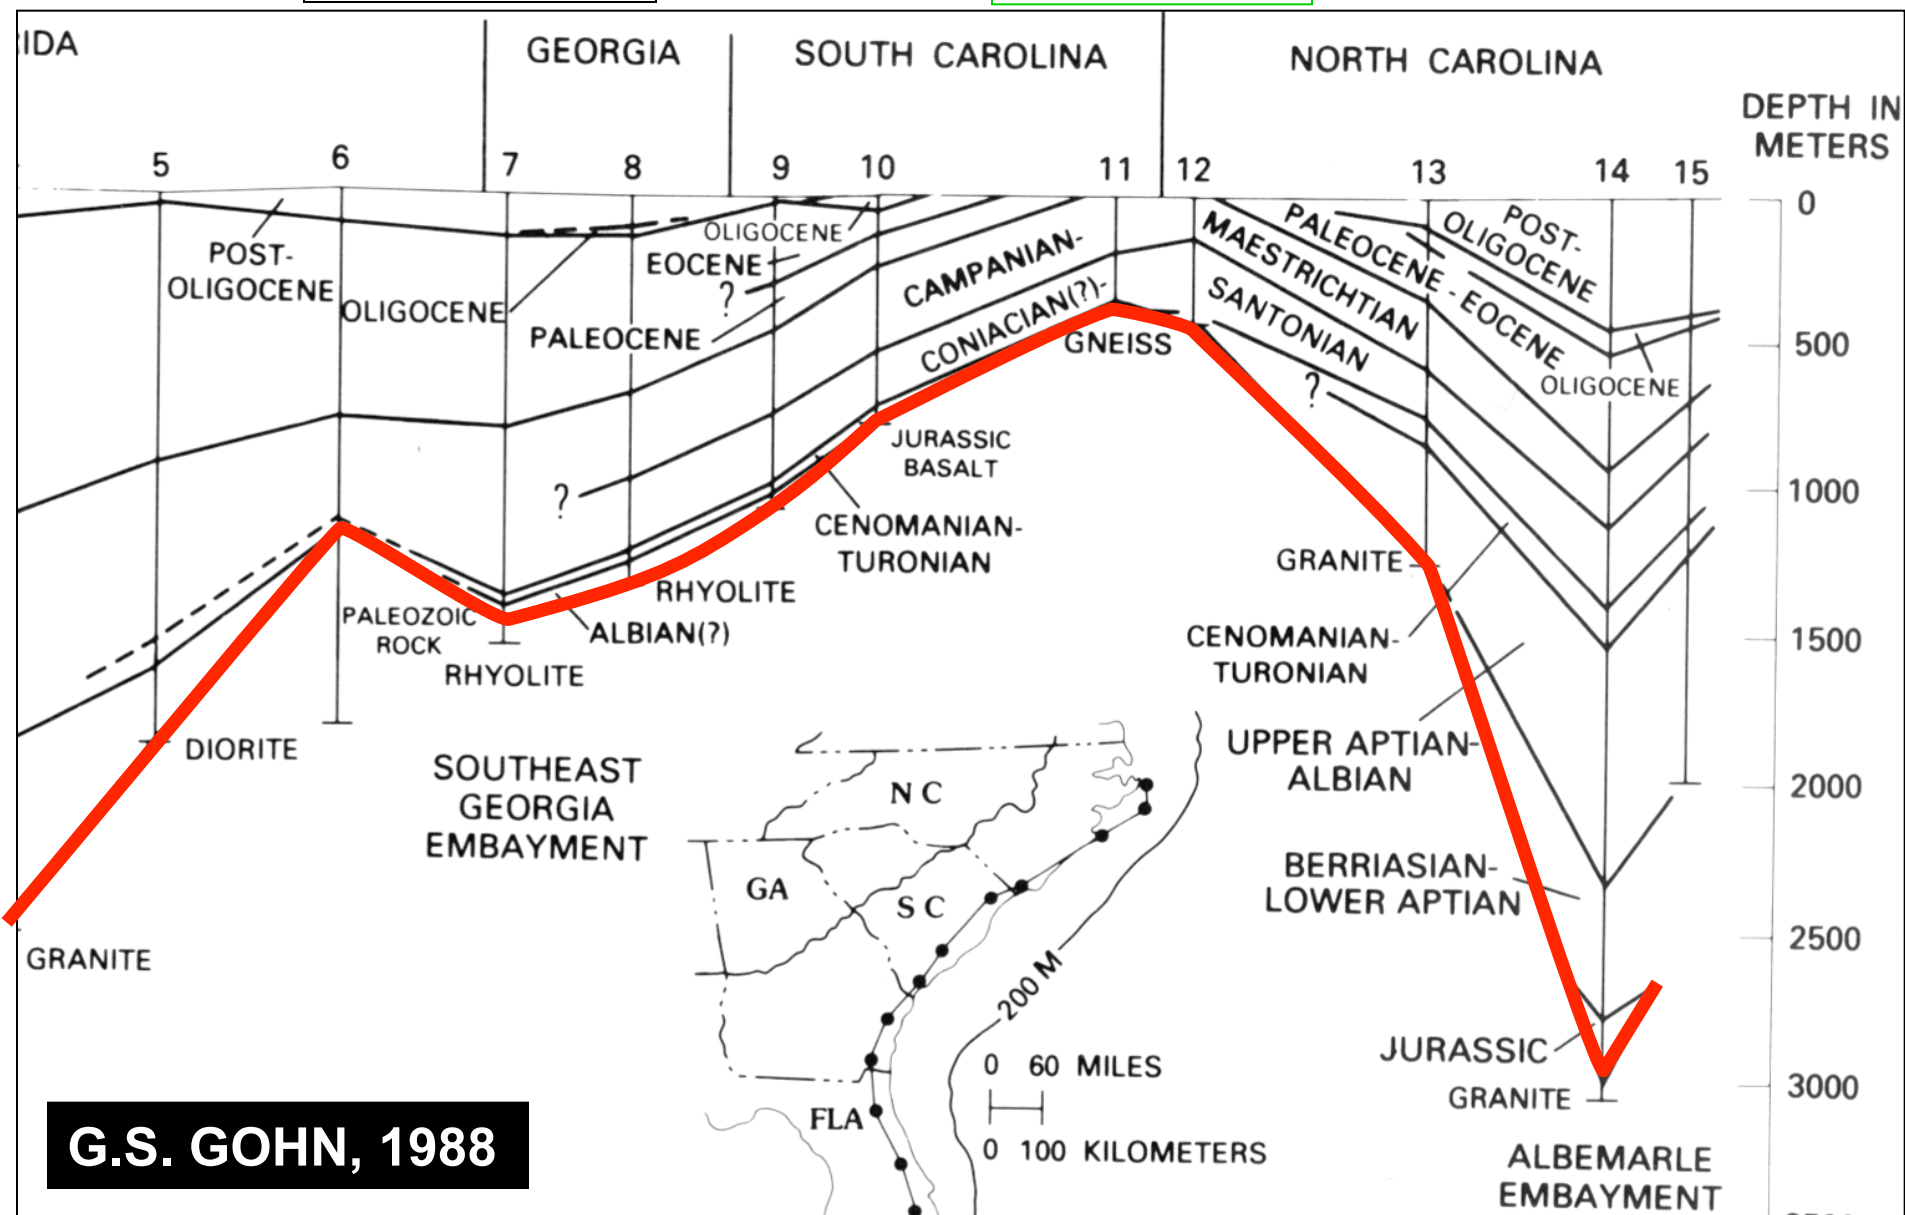 IDA
GEORGIA
SOUTH CAROLINA
NORTH CAROLINA
DEPTH IN
METERS
5
6
7
8
9
10
11
12
13
14
15
0
500
1000
1500
2000
2500
3000
POST-
OLIGOCENE
OLIGOCENE
OLIGOCENE
EOCENE
?
PALEOCENE
?
CAMPANIAN-
CONIACIAN(?)-
GNEISS
MAESTRICHTIAN
SANTONIAN
?
PALEOCENE - EOCENE
OLIGOCENE
POST-
OLIGOCENE
JURASSIC
BASALT
CENOMANIAN-
TURONIAN
RHYOLITE
ALBIAN(?)
PALEOZOIC
ROCK
RHYOLITE
DIORITE
GRANITE
SOUTHEAST
GEORGIA
EMBAYMENT
GRANITE
CENOMANIAN-
TURONIAN
UPPER APTIAN-
ALBIAN
BERRIASIAN-
LOWER APTIAN
JURASSIC
GRANITE
ALBEMARLE
EMBAYMENT
N C
GA
S C
FLA
200 M
0 60 MILES
0 100 KILOMETERS
G.S. GOHN, 1988